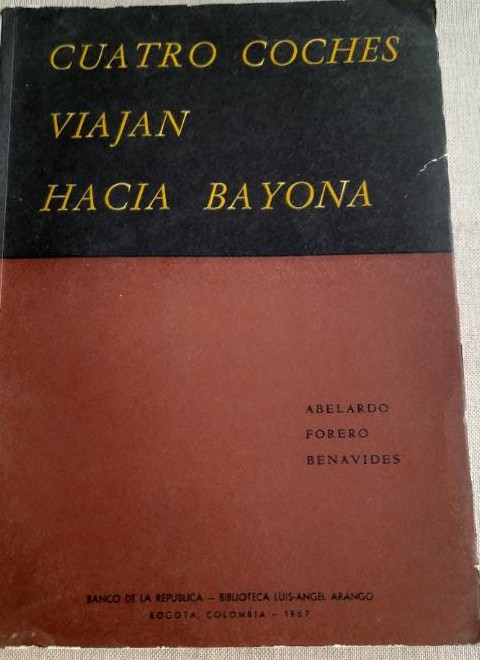 CUATRO COCHES
VIAJAN
HACIA BAYONA
ABELARDO
FORERO
BENAVIDES
BANCO DE LA REPUBLICA — BIBLIOTECA LUIS-ANGEL ARANGO
BOGOTA, COLOMBIA — 1967